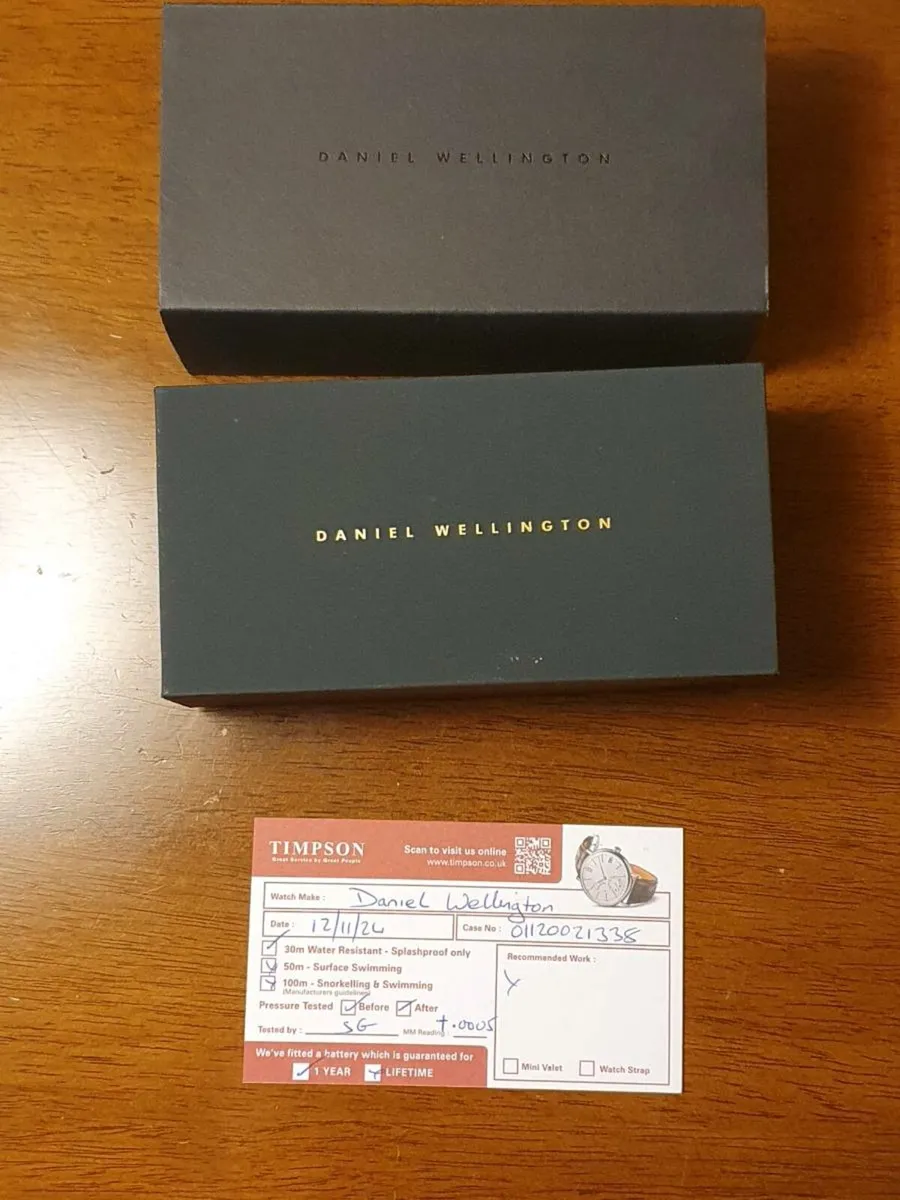 DANIEL WELLINGTON
DANIEL WELLINGTON
TIMPSON
Great Service by Great People
Scan to visit us online
www.timpson.co.uk
Watch Make : Daniel Wellington
Date : 12/11/24
Case No : 01120021335
30m Water Resistant - Splashproof only
50m - Surface Swimming
100m - Snorkelling & Swimming
(Manufacturers guidelines)
Pressure Tested Before After
Tested by : SG MM Reading : +.0005
Recommended Work :
Mini Valet Watch Strap
We've fitted a battery which is guaranteed for
1 YEAR LIFETIME